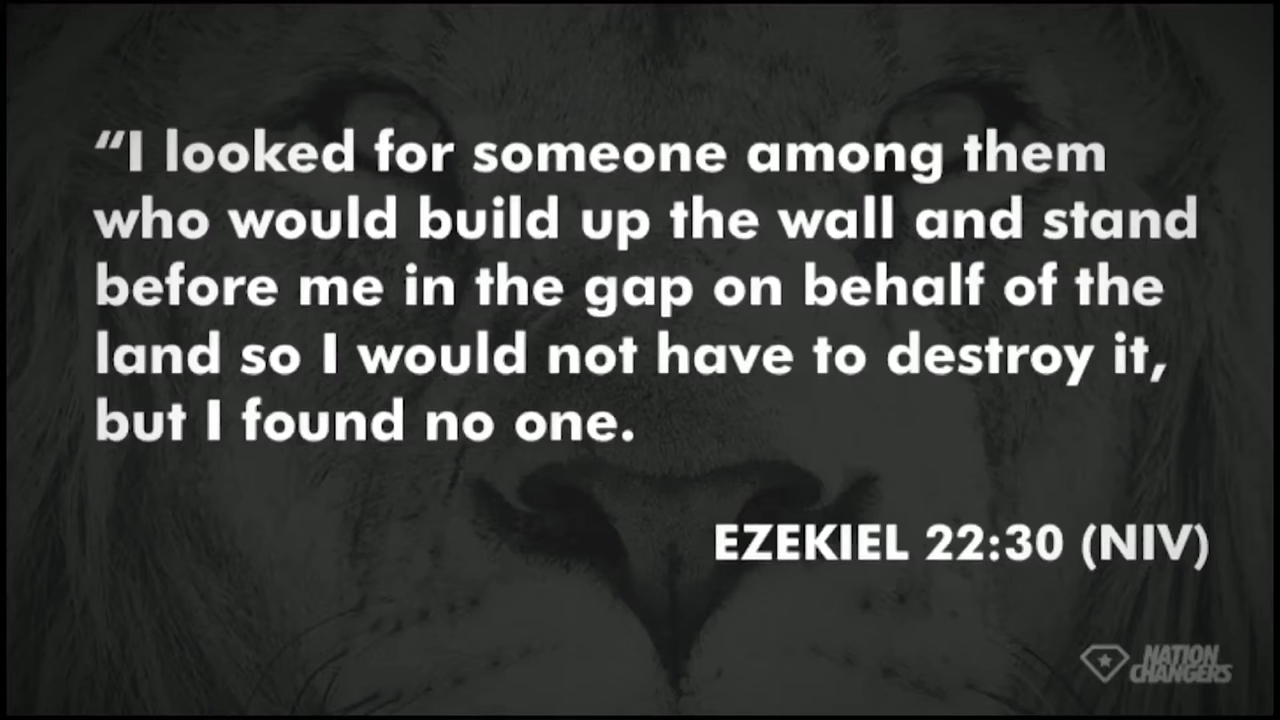 “I looked for someone among them
who would build up the wall and stand
before me in the gap on behalf of the
land so I would not have to destroy it,
but I found no one.
EZEKIEL 22:30 (NIV)
NATION
CHANGERS